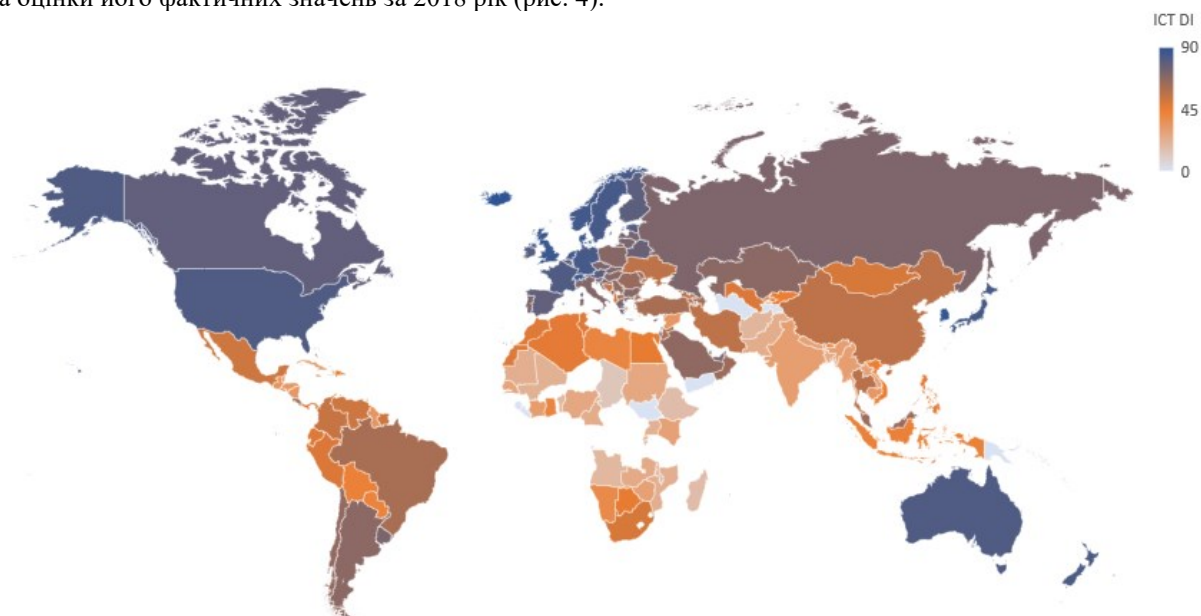 а оцінки його фактичних значень за 2018 рік (рис. 4).
ICT DI
90
45
0